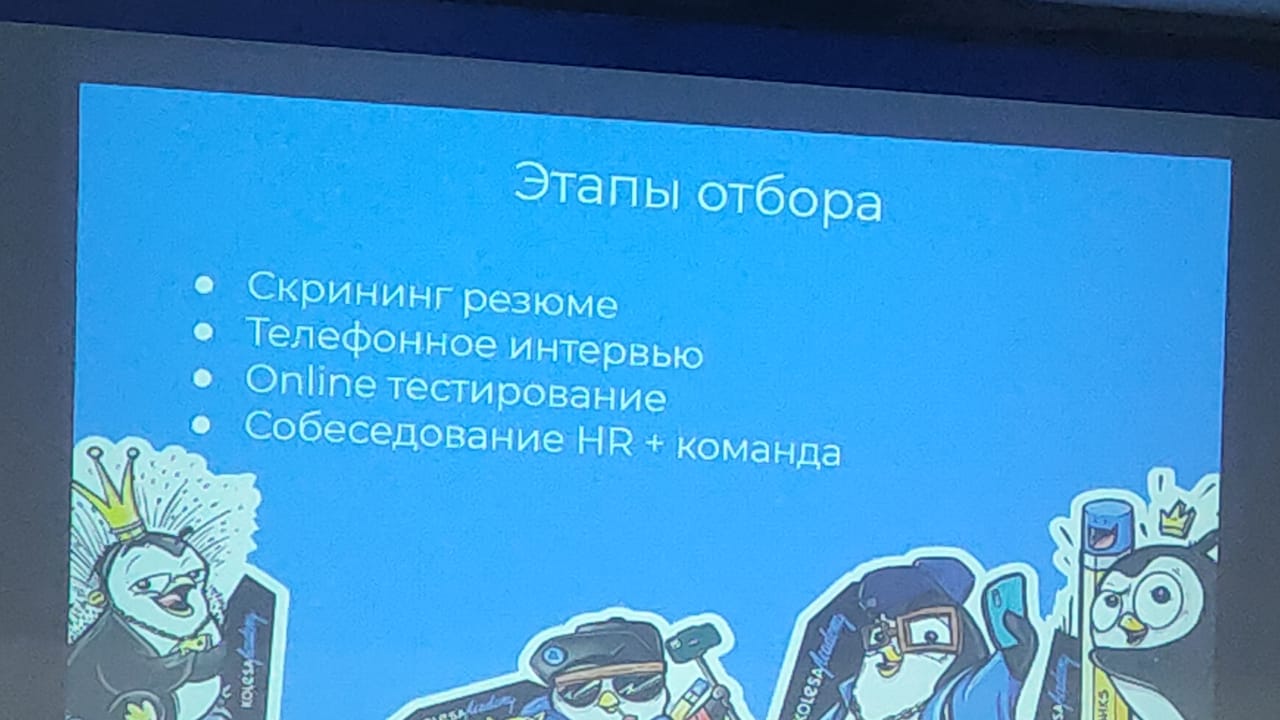 Этапы отбора
● Скрининг резюме
● Телефонное интервью
● Online тестирование
● Собеседование HR + команда
KOLESA Academy
KOLESA Academy
KOLESA Academy